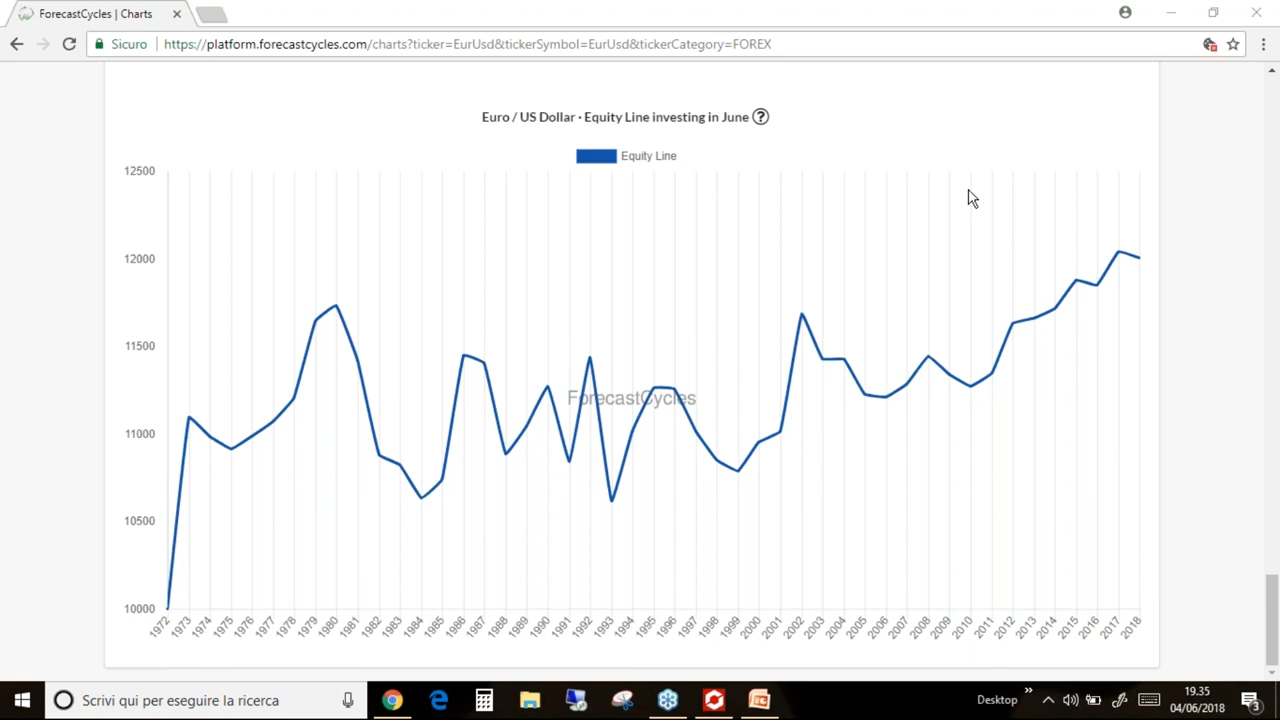 ForecastCycles | Charts
Sicuro https://platform.forecastcycles.com/charts?ticker=EurUsd&tickerSymbol=EurUsd&tickerCategory=FOREX
Euro / US Dollar · Equity Line investing in June ?
Equity Line
12500
12000
11500
11000
10500
10000
ForecastCycles
1972 1973 1974 1975 1976 1977 1978 1979 1980 1981 1982 1983 1984 1985 1986 1987 1988 1989 1990 1991 1992 1993 1994 1995 1996 1997 1998 1999 2000 2001 2002 2003 2004 2005 2006 2007 2008 2009 2010 2011 2012 2013 2014 2015 2016 2017 2018
Scrivi qui per eseguire la ricerca
Desktop
19.35
04/06/2018
3